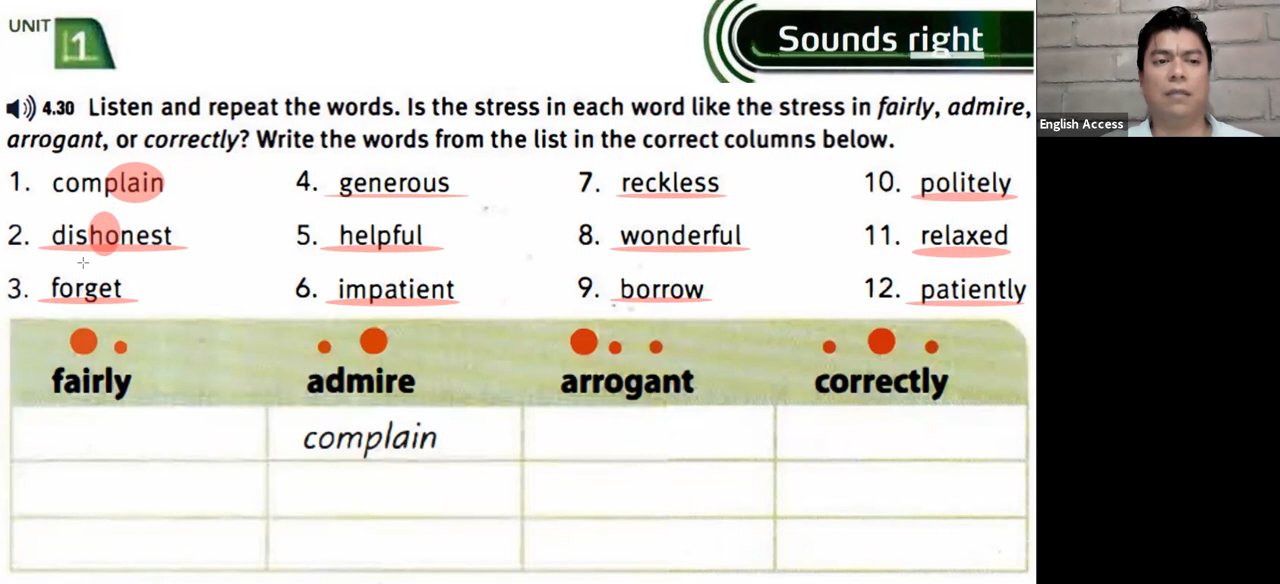 UNIT 1
Sounds right
4.30 Listen and repeat the words. Is the stress in each word like the stress in fairly, admire,
arrogant, or correctly? Write the words from the list in the correct columns below.
1. complain 4. generous 7. reckless 10. politely
2. dishonest 5. helpful 8. wonderful 11. relaxed
3. forget 6. impatient 9. borrow 12. patiently
fairly admire arrogant correctly
complain
English Access